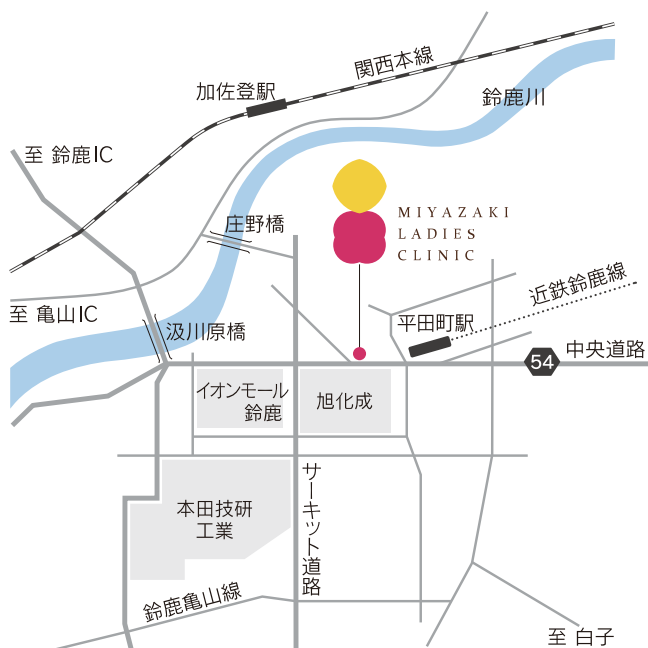 関西本線
加佐登駅
鈴鹿川
至 鈴鹿IC
MIYAZAKI
LADIES
CLINIC
庄野橋
近鉄鈴鹿線
至 亀山IC
汲川原橋
平田町駅
54
中央道路
イオンモール
鈴鹿
旭化成
サーキット道路
本田技研
工業
鈴鹿亀山線
至 白子